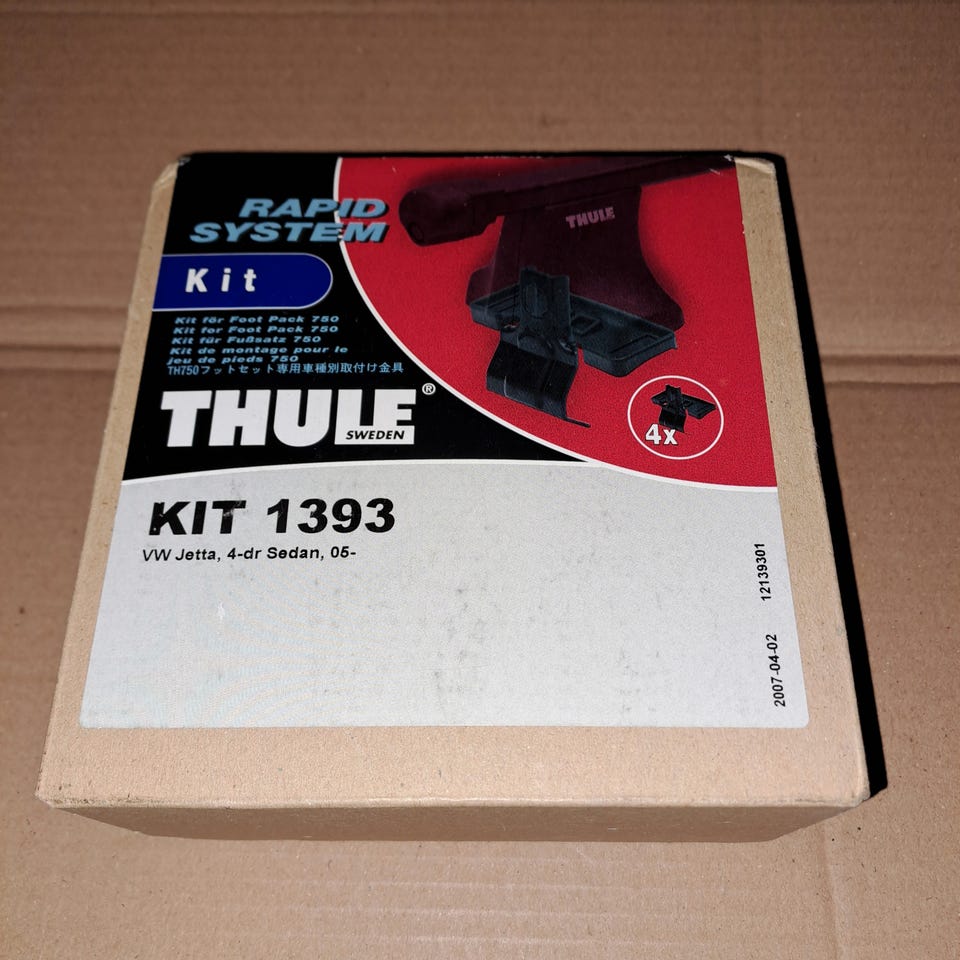 RAPID
SYSTEM
THULE
Kit
Kit för Foot Pack 750
Kit for Foot Pack 750
Kit für Fußsatz 750
Kit de montage pour le
jeu de pieds 750
TH750フットセット専用車種別取付け金具
THULE®
SWEDEN
4x
KIT 1393
VW Jetta, 4-dr Sedan, 05-
12139301
2007-04-02